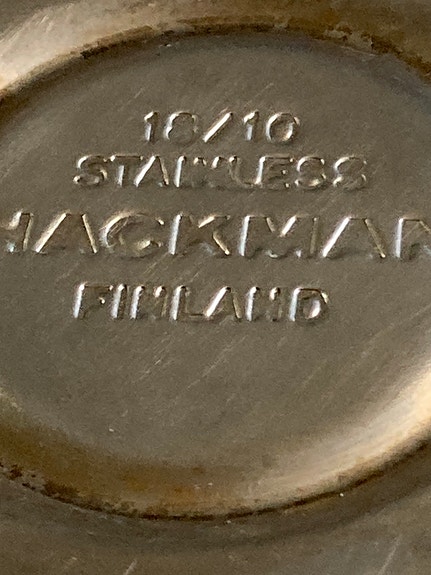 18/10
STAINLESS
HACKMAN
FINLAND